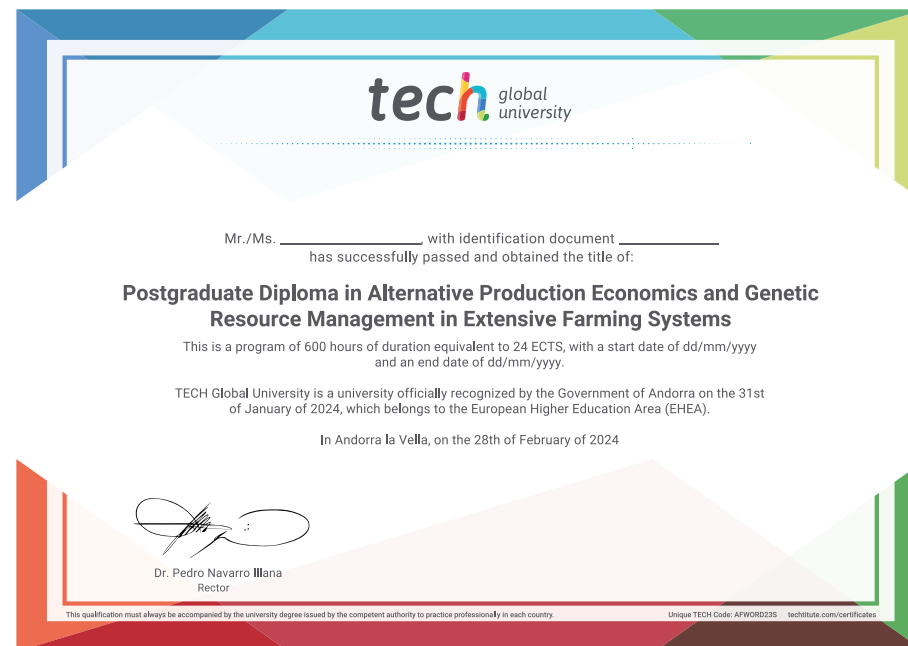 tech global university
Mr./Ms. ____________________, with identification document ______________
has successfully passed and obtained the title of:
Postgraduate Diploma in Alternative Production Economics and Genetic
Resource Management in Extensive Farming Systems
This is a program of 600 hours of duration equivalent to 24 ECTS, with a start date of dd/mm/yyyy
and an end date of dd/mm/yyyy.
TECH Global University is a university officially recognized by the Government of Andorra on the 31st
of January of 2024, which belongs to the European Higher Education Area (EHEA).
In Andorra la Vella, on the 28th of February of 2024
Dr. Pedro Navarro Illana
Rector
This qualification must always be accompanied by the university degree issued by the competent authority to practice professionally in each country. Unique TECH Code: AFWORD23S techtitute.com/certificates